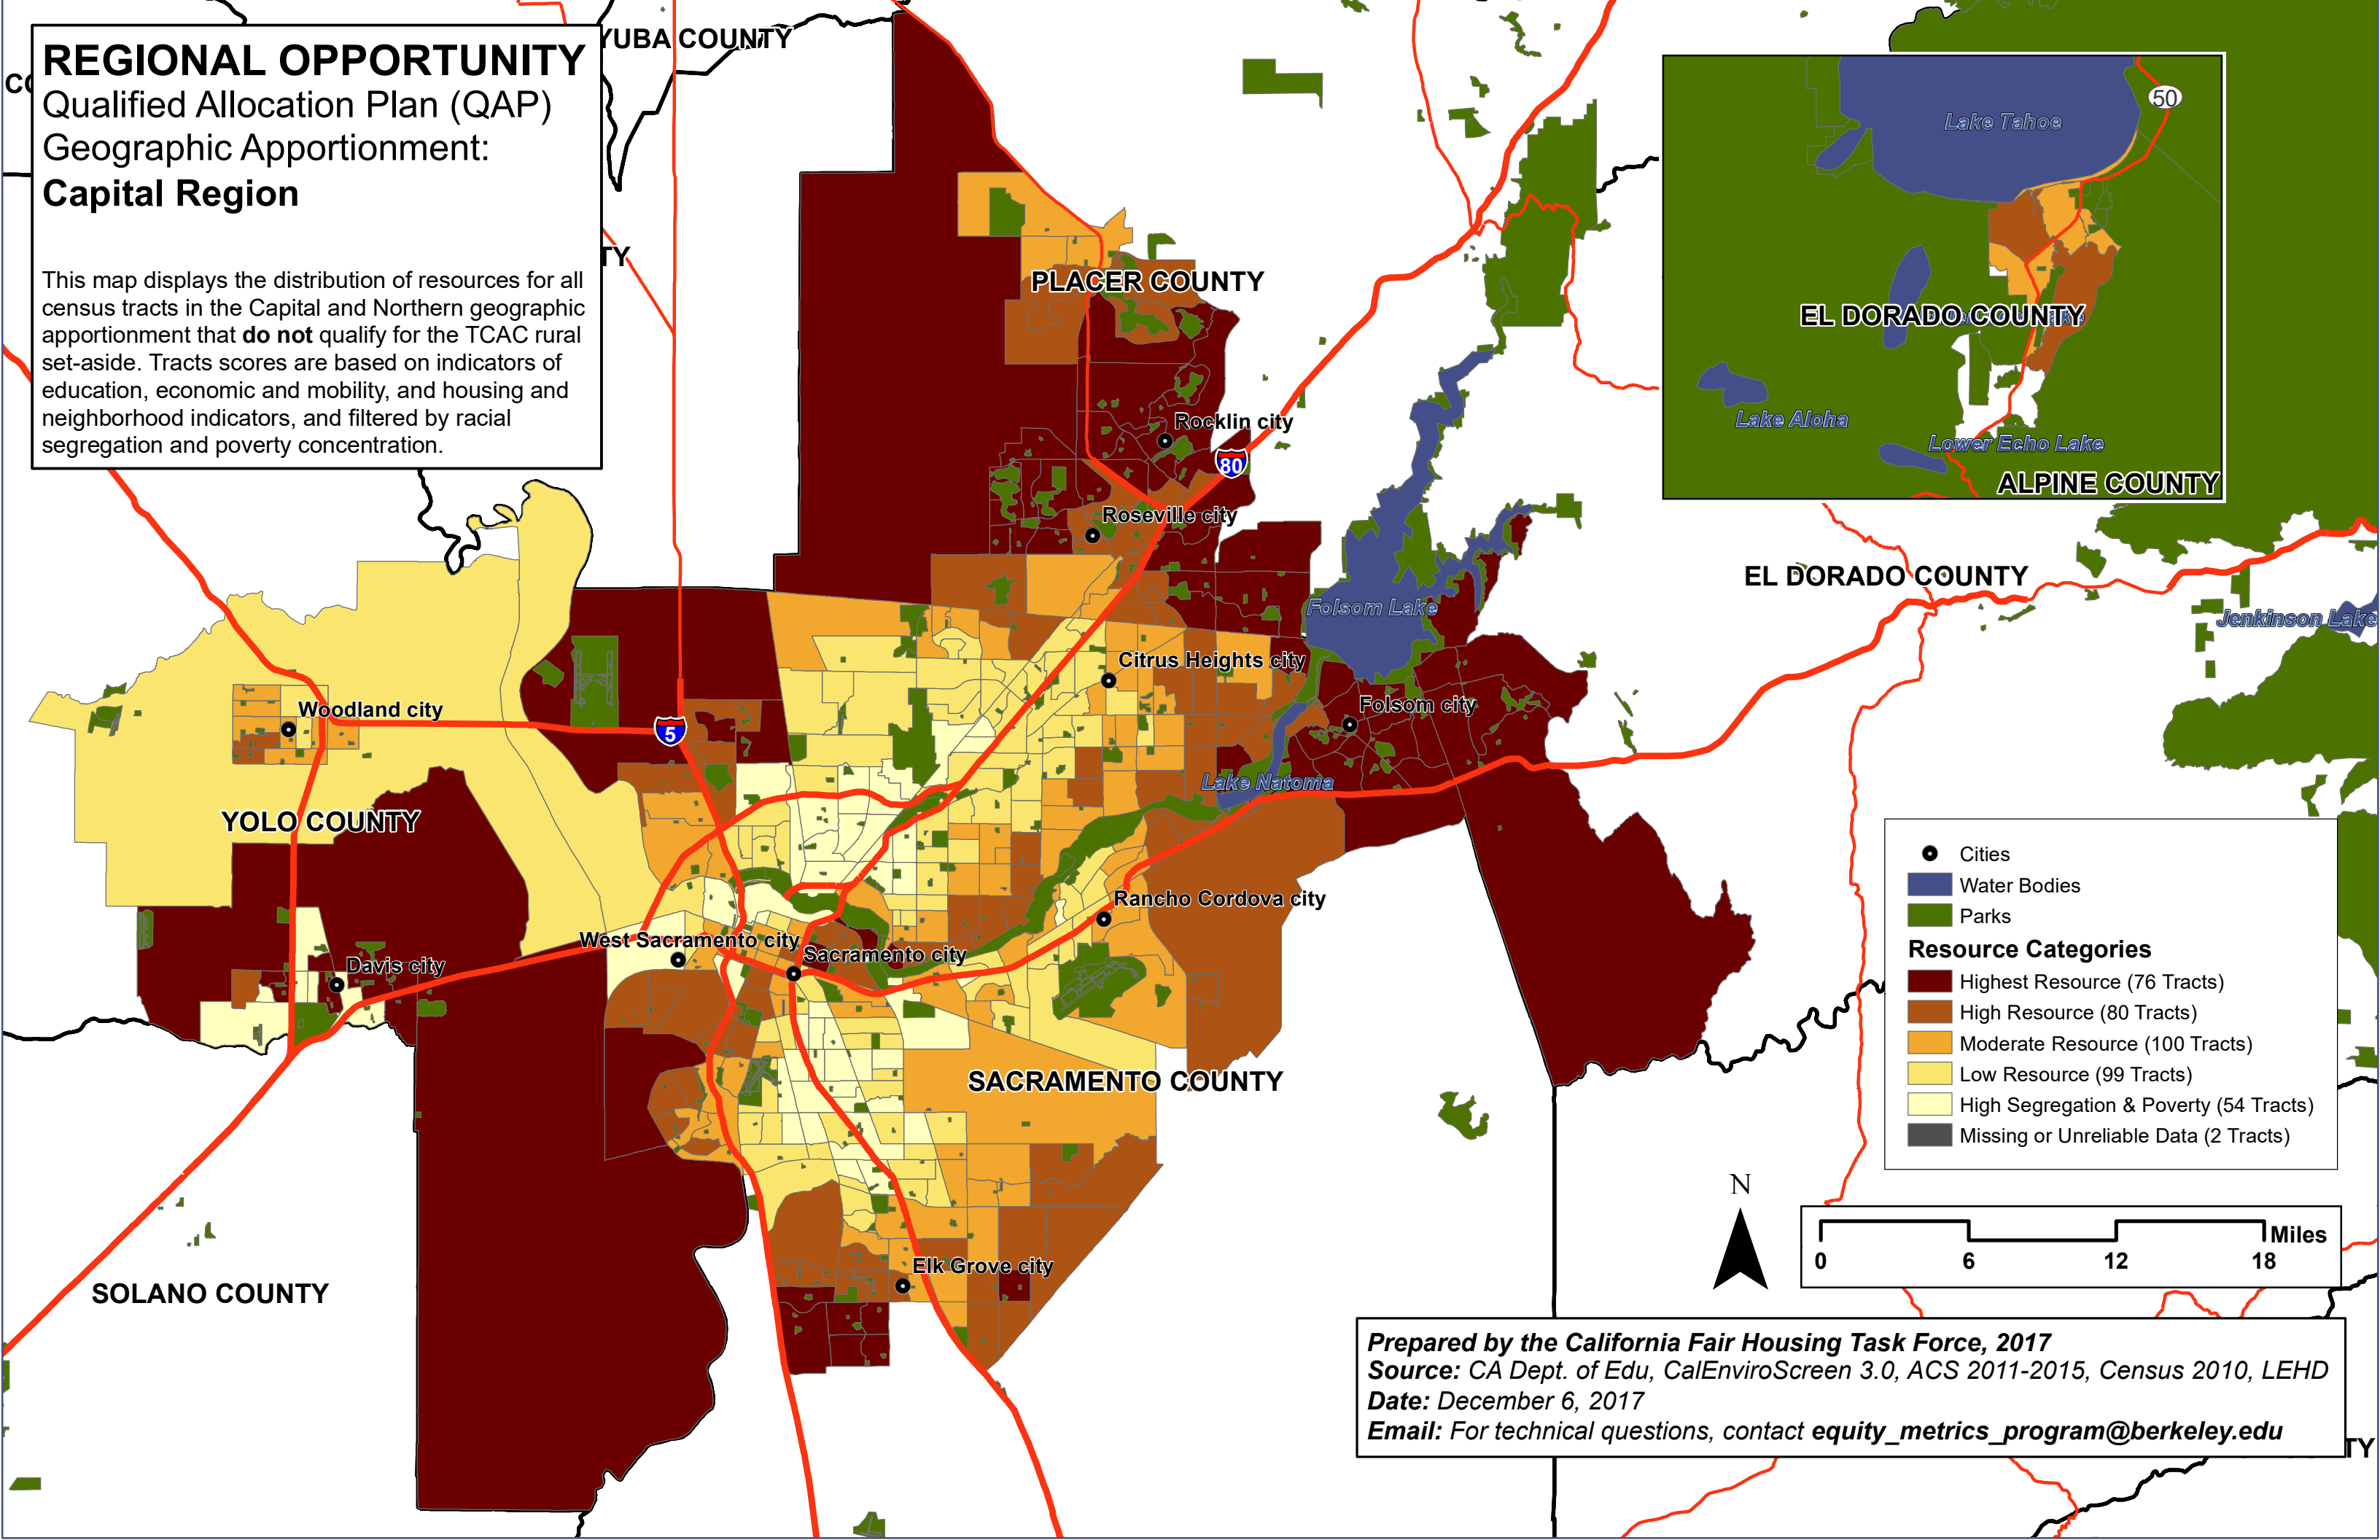 REGIONAL OPPORTUNITY
Qualified Allocation Plan (QAP)
Geographic Apportionment:
Capital Region
This map displays the distribution of resources for all
census tracts in the Capital and Northern geographic
apportionment that do not qualify for the TCAC rural
set-aside. Tracts scores are based on indicators of
education, economic and mobility, and housing and
neighborhood indicators, and filtered by racial
segregation and poverty concentration.
YUBA COUNTY
TY
PLACER COUNTY
Rocklin city
80
Roseville city
Lake Tahoe
50
EL DORADO COUNTY
Lake Aloha
Lower Echo Lake
ALPINE COUNTY
EL DORADO COUNTY
Jenkinson Lake
Folsom Lake
Citrus Heights city
Folsom city
Woodland city
5
Lake Natoma
YOLO COUNTY
Rancho Cordova city
West Sacramento city
Sacramento city
Davis city
SACRAMENTO COUNTY
Elk Grove city
SOLANO COUNTY
Cities
Water Bodies
Parks
Resource Categories
Highest Resource (76 Tracts)
High Resource (80 Tracts)
Moderate Resource (100 Tracts)
Low Resource (99 Tracts)
High Segregation & Poverty (54 Tracts)
Missing or Unreliable Data (2 Tracts)
N
Miles
0 6 12 18
Prepared by the California Fair Housing Task Force, 2017
Source: CA Dept. of Edu, CalEnviroScreen 3.0, ACS 2011-2015, Census 2010, LEHD
Date: December 6, 2017
Email: For technical questions, contact equity_metrics_program@berkeley.edu
TY